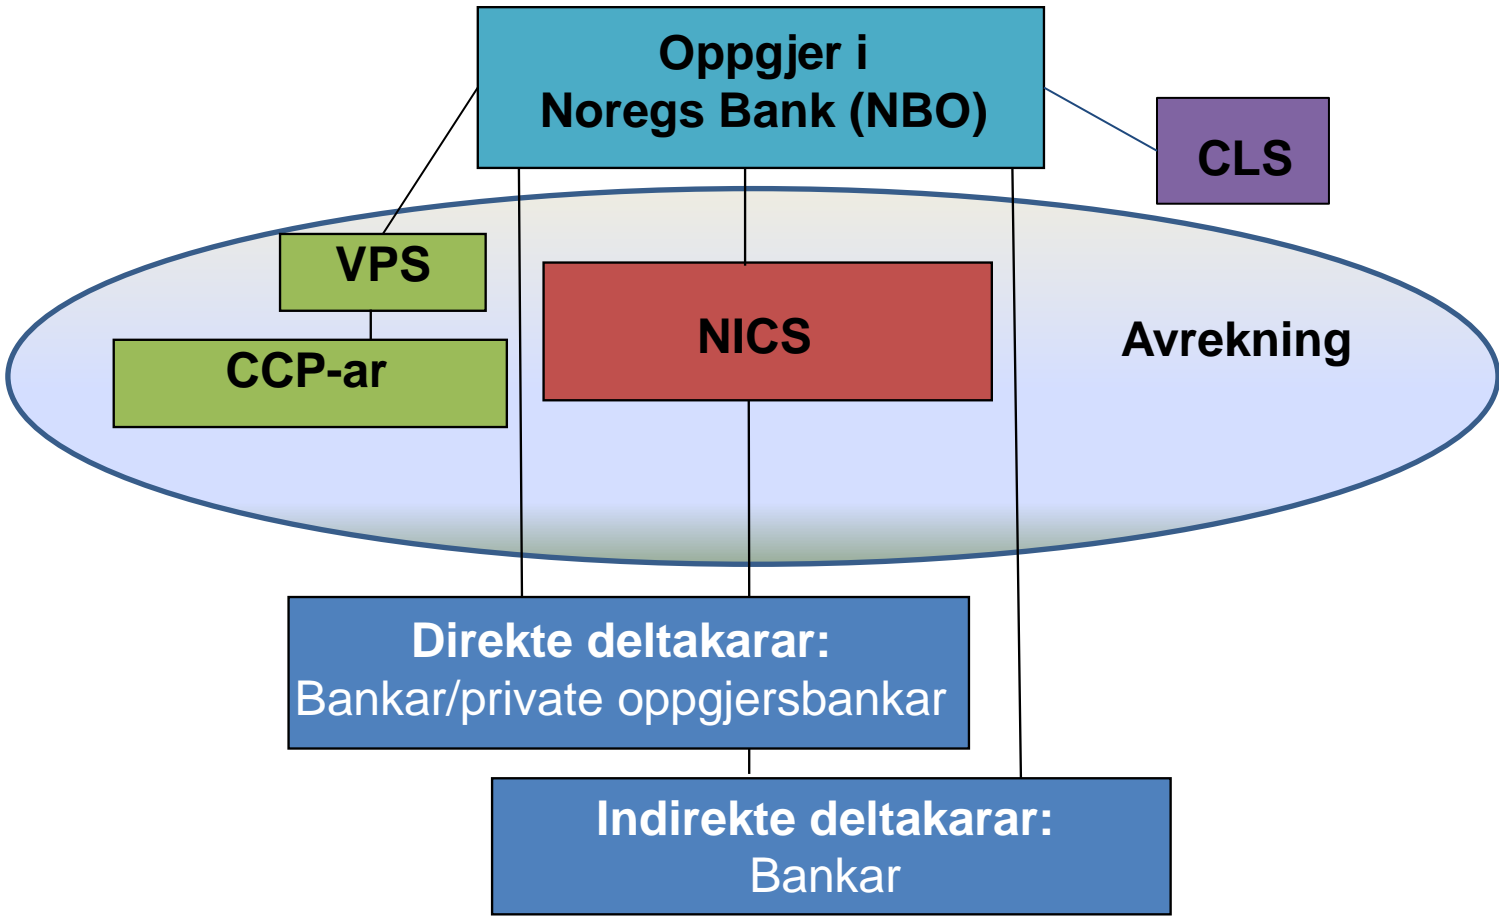 Oppgjer i
Noregs Bank (NBO)
CLS
VPS
CCP-ar
NICS
Avrekning
Direkte deltakarar:
Bankar/private oppgjersbankar
Indirekte deltakarar:
Bankar